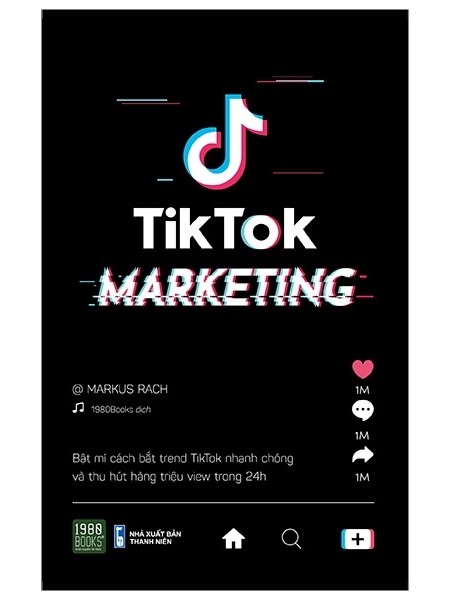 TikTok
MARKETING
@ MARKUS RACH
1980Books dịch
1M
1M
1M
Bật mí cách bắt trend TikTok nhanh chóng
và thu hút hàng triệu view trong 24h
1980
BOOKS
NHÀ XUẤT BẢN
THANH NIÊN